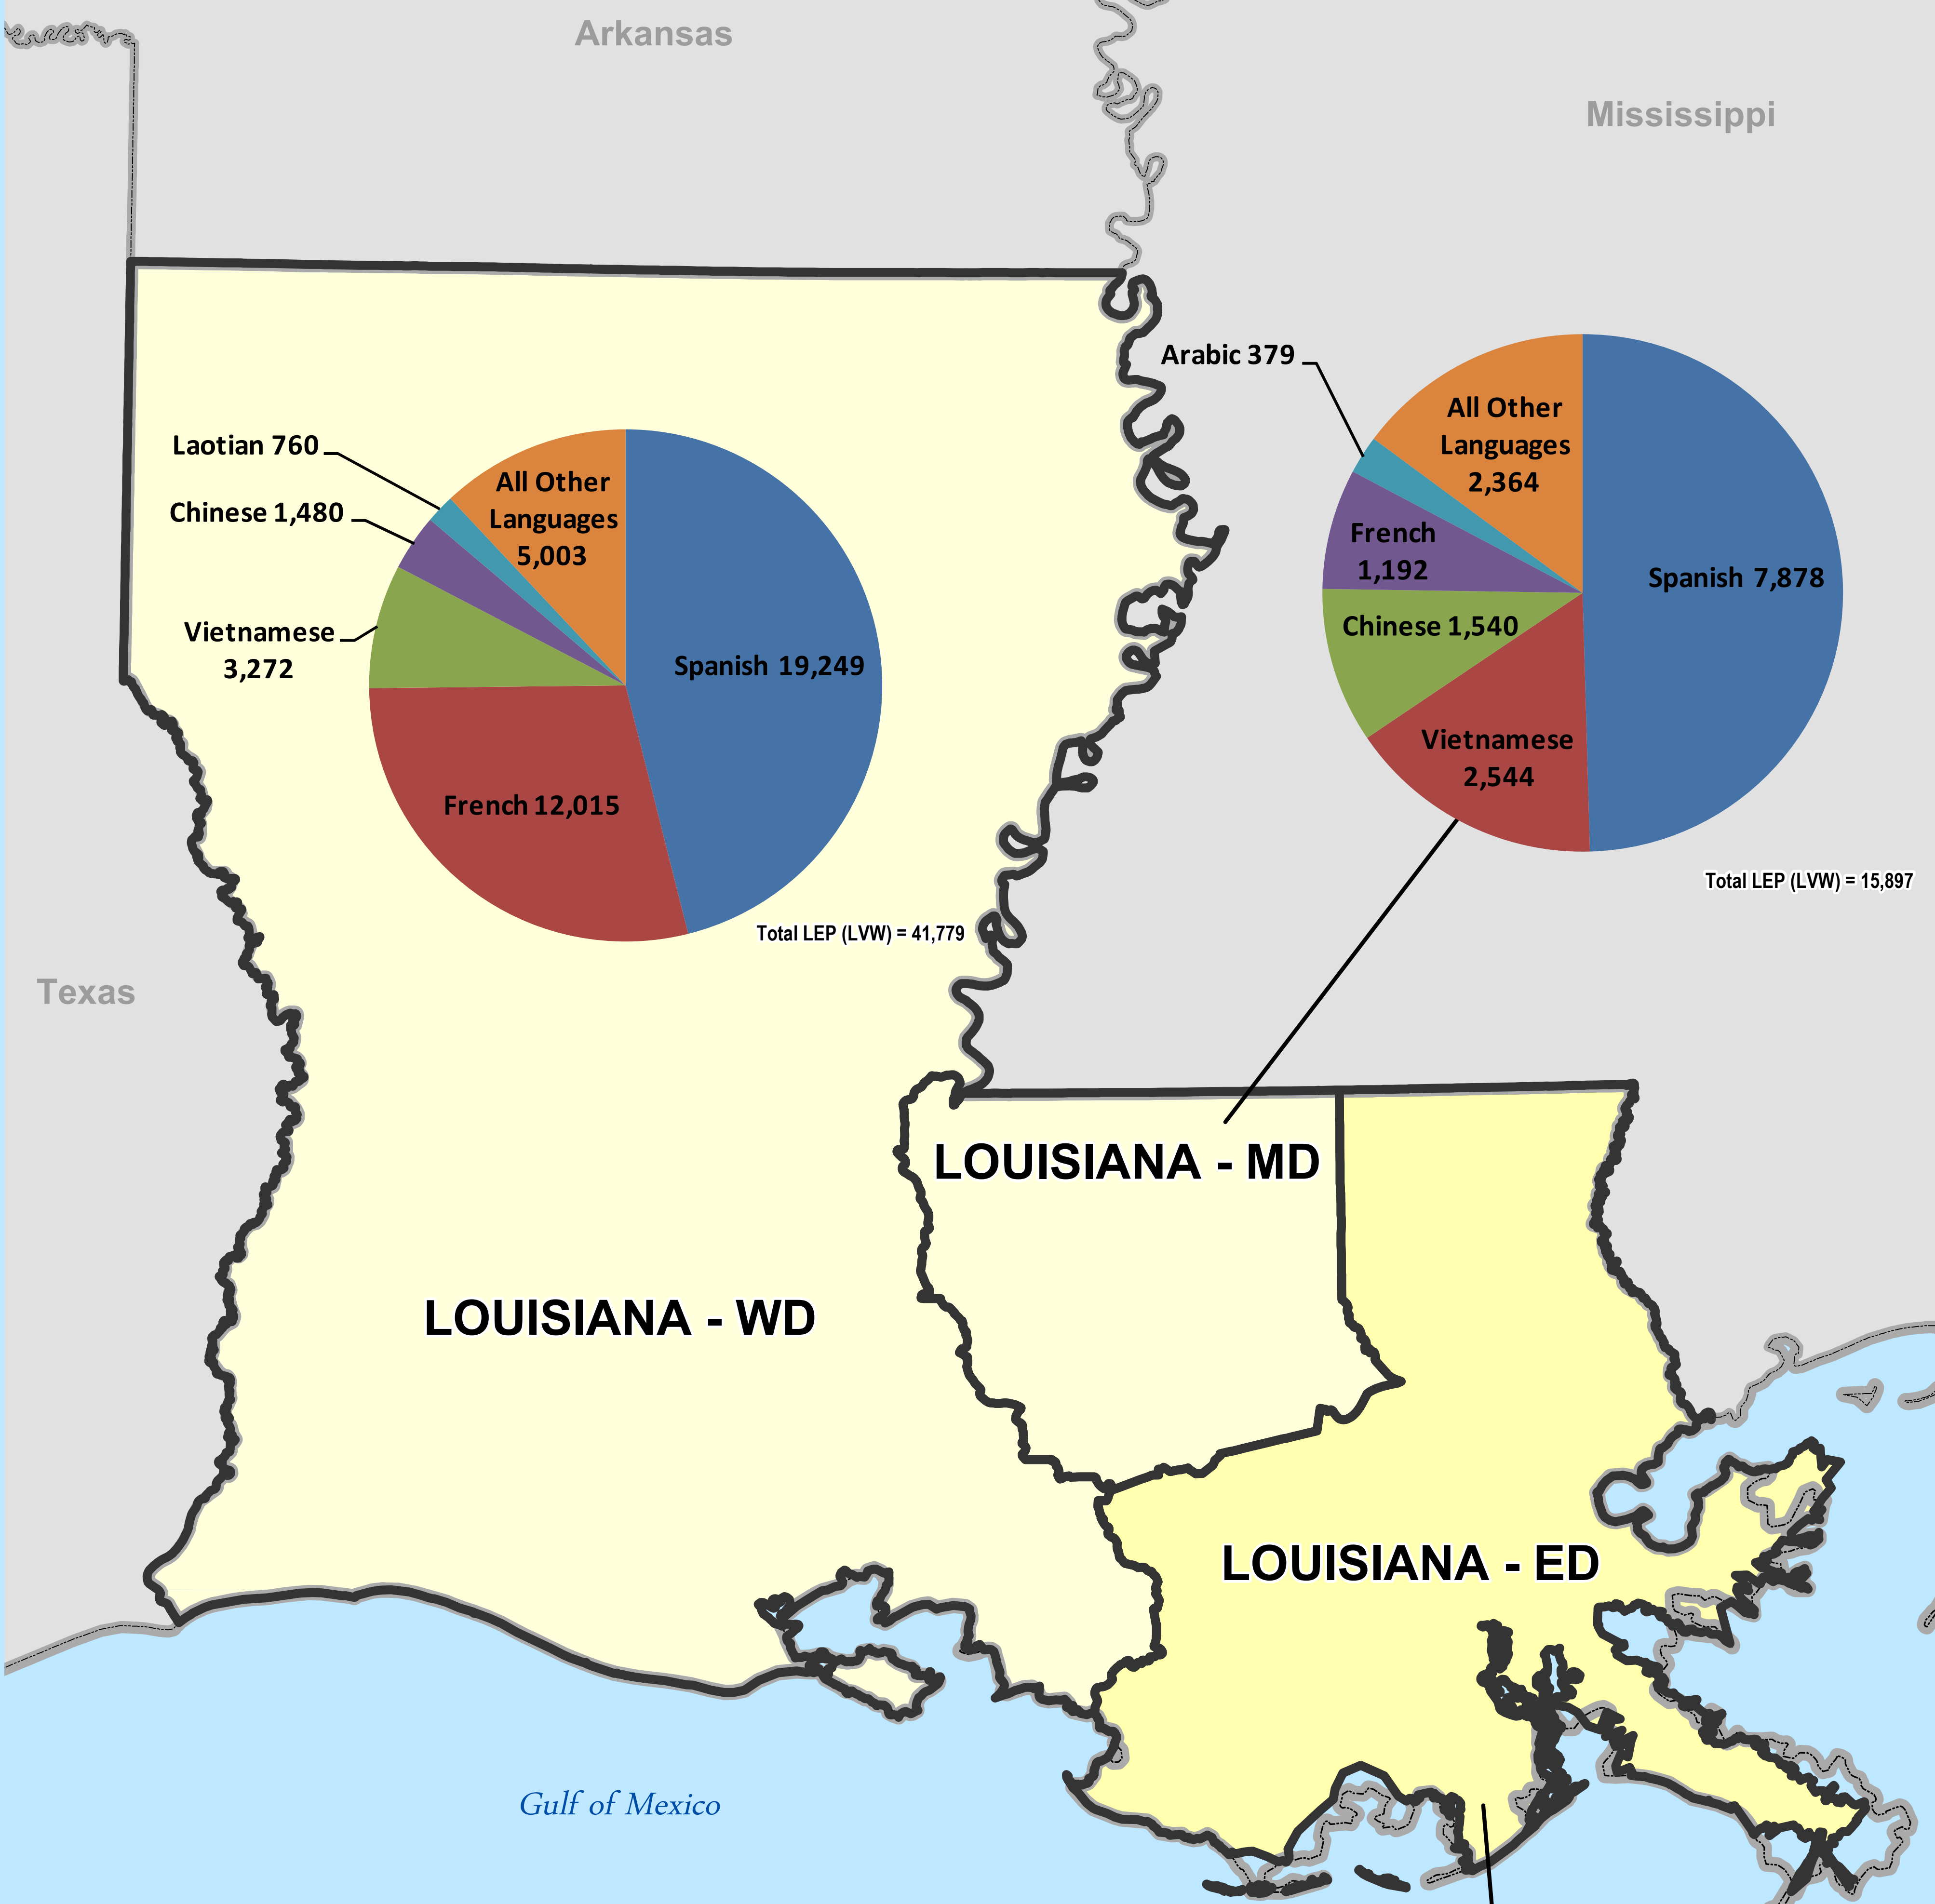 Arkansas
Mississippi
Arabic 379
All Other
Languages
2,364
French
1,192
Spanish 7,878
Chinese 1,540
Vietnamese
2,544
Total LEP (LVW) = 15,897
Laotian 760
All Other
Languages
5,003
Chinese 1,480
Vietnamese
3,272
Spanish 19,249
French 12,015
Total LEP (LVW) = 41,779
Texas
LOUISIANA - MD
LOUISIANA - WD
LOUISIANA - ED
Gulf of Mexico